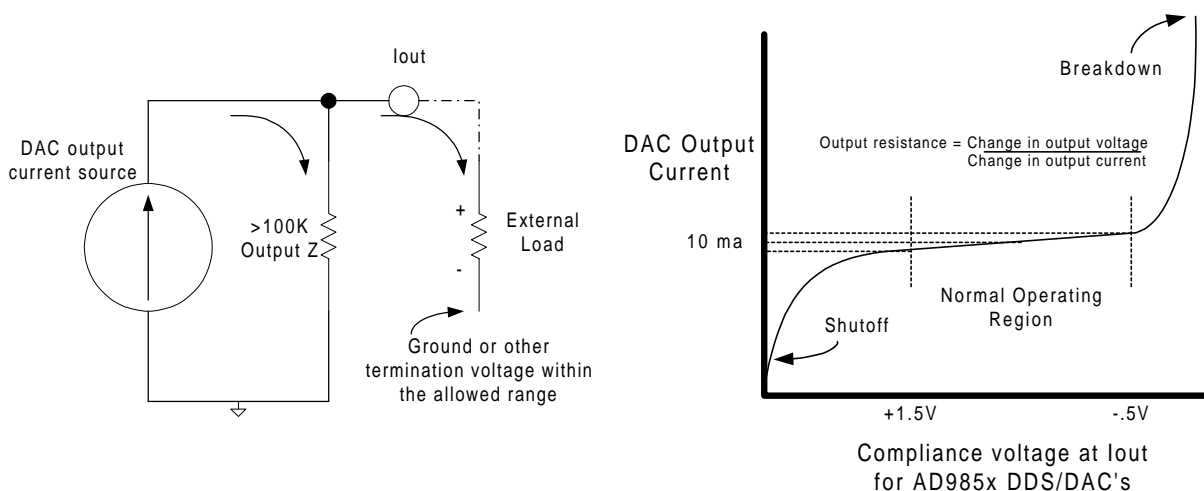 Iout
DAC output
current source
>100K
Output Z
+
-
External
Load
Ground or other
termination voltage within
the allowed range
Breakdown
DAC Output
Current
Output resistance = Change in output voltage
Change in output current
10 ma
Normal Operating
Region
Shutoff
+1.5V
-.5V
Compliance voltage at Iout
for AD985x DDS/DAC's